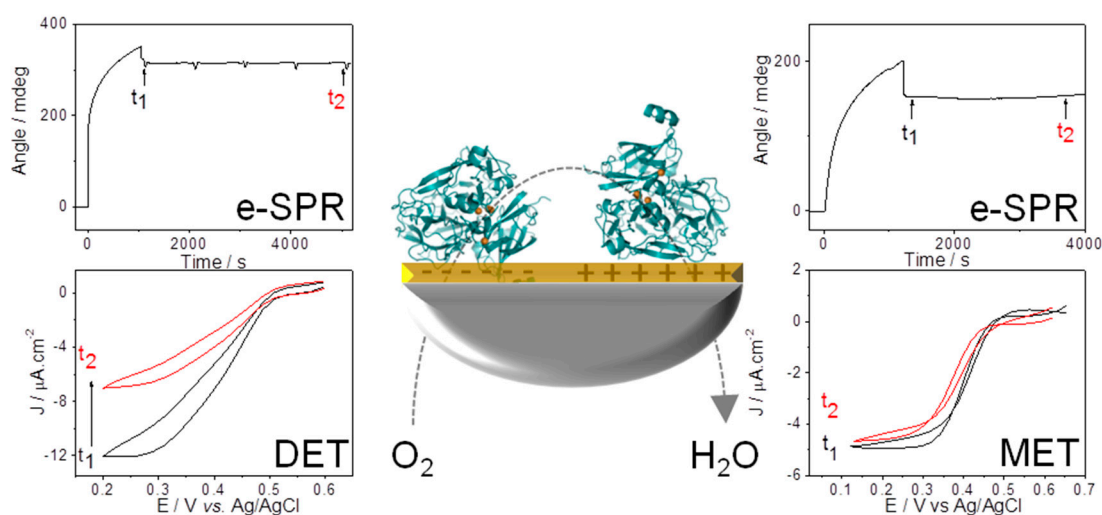 400
Angle / mdeg
200
0
t1
t2
e-SPR
0
2000
4000
Time / s
0
J / µA.cm-2
-4
-8
-12
t2
t1
DET
0.2
0.3
0.4
0.5
0.6
E / V vs. Ag/AgCl
- - - - - - - -
+ + + + + + +
O2
H2O
200
Angle / mdeg
0
t1
t2
e-SPR
0
2000
4000
Time / s
2
J / µA.cm-2
0
-2
-4
-6
t2
t1
MET
0.1
0.2
0.3
0.4
0.5
0.6
0.7
E / V vs Ag/AgCl